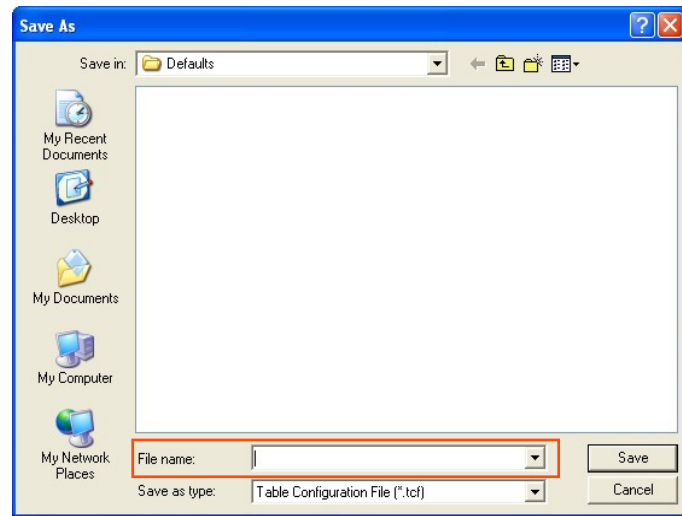 Save As
Save in:
Defaults
My Recent
Documents
Desktop
My Documents
My Computer
My Network
Places
File name:
Save
Save as type:
Table Configuration File (*.tcf)
Cancel